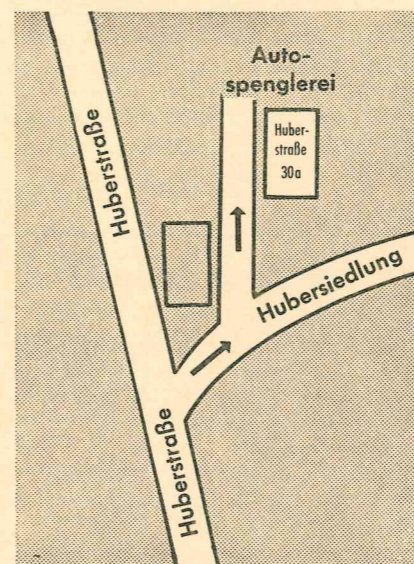 Auto-
spenglerei
Huber-
straße
30a
Huberstraße
Hubersiedlung
Huberstraße